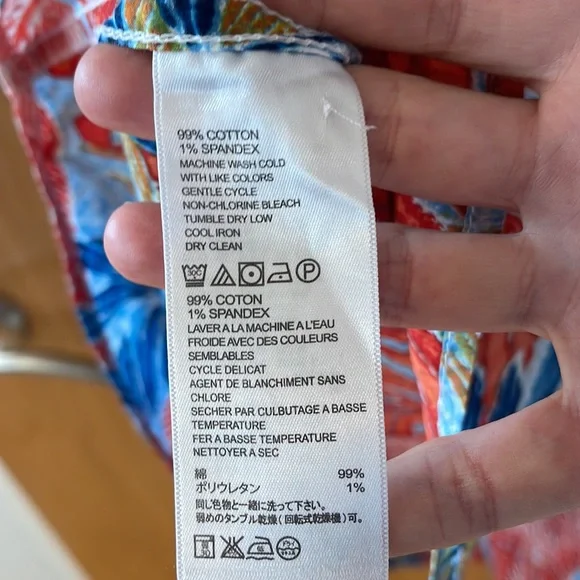 99% COTTON
1% SPANDEX
MACHINE WASH COLD
WITH LIKE COLORS
GENTLE CYCLE
NON-CHLORINE BLEACH
TUMBLE DRY LOW
COOL IRON
DRY CLEAN
99% COTON
1% SPANDEX
LAVER A LA MACHINE A L'EAU
FROIDE AVEC DES COULEURS
SEMBLABLES
CYCLE DELICAT
AGENT DE BLANCHIMENT SANS
CHLORE
SECHER PAR CULBUTAGE A BASSE
TEMPERATURE
FER A BASSE TEMPERATURE
NETTOYER A SEC
綿 99%
ポリウレタン 1%
同じ色物と一緒に洗って下さい。
弱めのタンブル乾燥(回転式乾燥機)可。